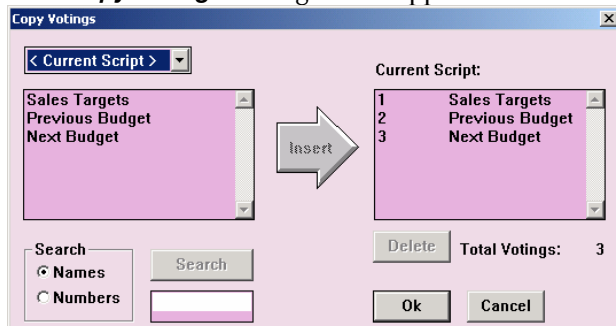 Copy Votings
< Current Script >
Sales Targets
Previous Budget
Next Budget
Insert
Current Script:
1 Sales Targets
2 Previous Budget
3 Next Budget
Search
Names
Numbers
Search
Delete
Total Votings: 3
Ok
Cancel